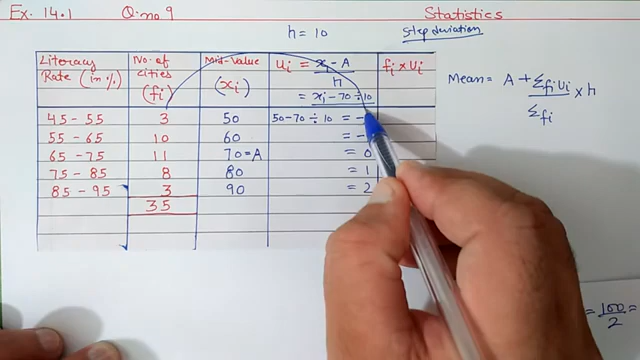 Ex. 14.1 Q.no 9 Statistics
h = 10 step deviation
Literacy Rate (in %) No. of cities (fi) Mid-Value (xi) ui = xi - A / h = xi - 70 ÷ 10 fi × ui
Mean = A + Σfiui / Σfi × h
45 - 55 3 50 50 - 70 ÷ 10 = -
55 - 65 10 60 = -
65 - 75 11 70 = A = 0
75 - 85 8 80 = 1
85 - 95 3 90 = 2
35
= 100 / 2 =